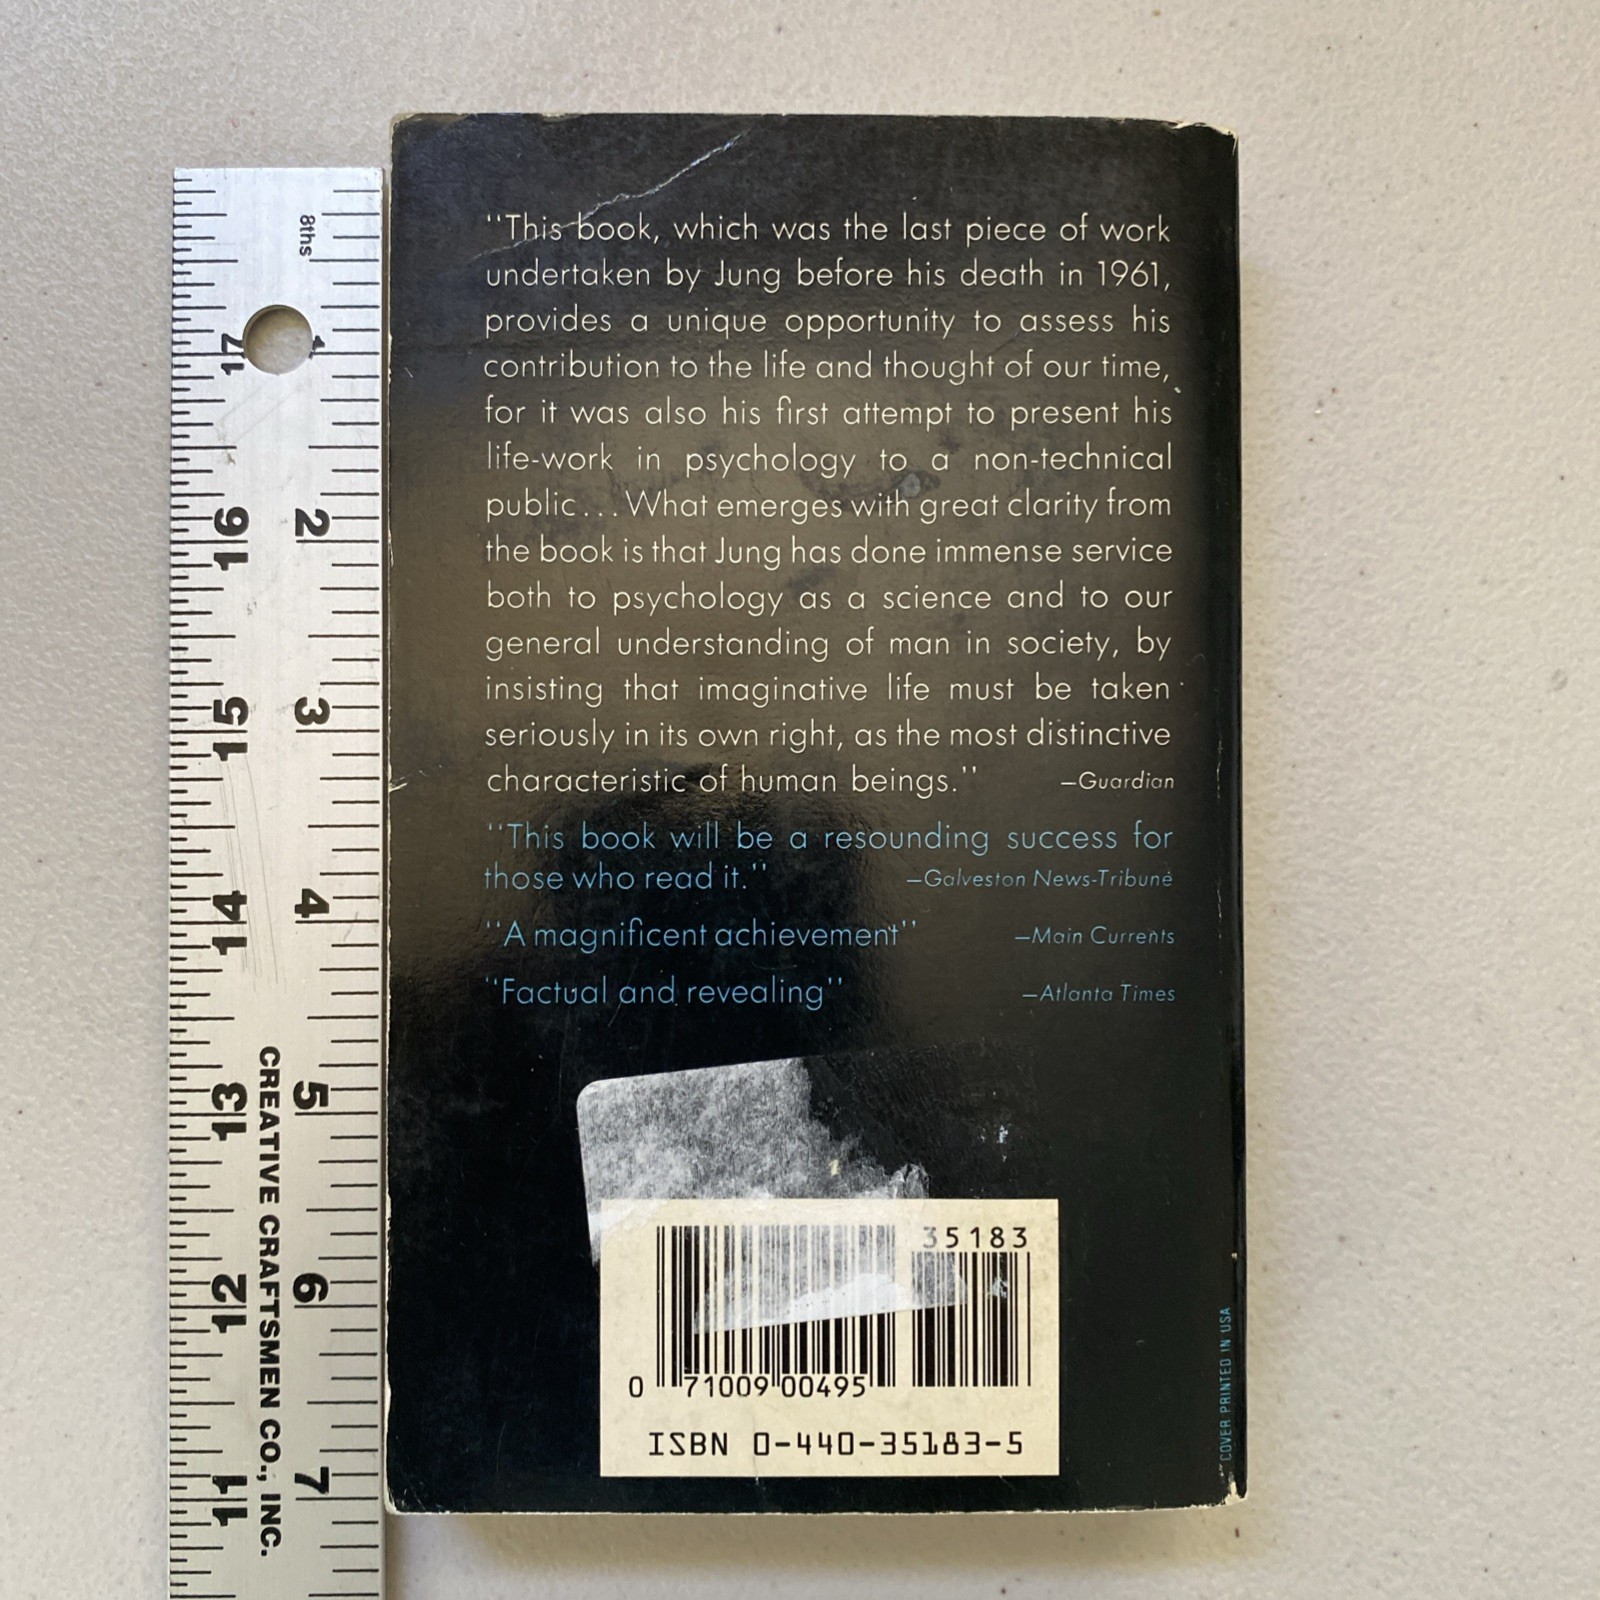 8ths
1 2 3 4 5 6 7
17 16 15 14 13 12 11
CREATIVE CRAFTSMEN CO., INC.
"This book, which was the last piece of work
undertaken by Jung before his death in 1961,
provides a unique opportunity to assess his
contribution to the life and thought of our time,
for it was also his first attempt to present his
life-work in psychology to a non-technical
public...What emerges with great clarity from
the book is that Jung has done immense service
both to psychology as a science and to our
general understanding of man in society, by
insisting that imaginative life must be taken
seriously in its own right, as the most distinctive
characteristic of human beings." —Guardian
"This book will be a resounding success for
those who read it." —Galveston News-Tribune
"A magnificent achievement" —Main Currents
"Factual and revealing" —Atlanta Times
35183
0 71009 00495
ISBN 0-440-35183-5
COVER PRINTED IN USA